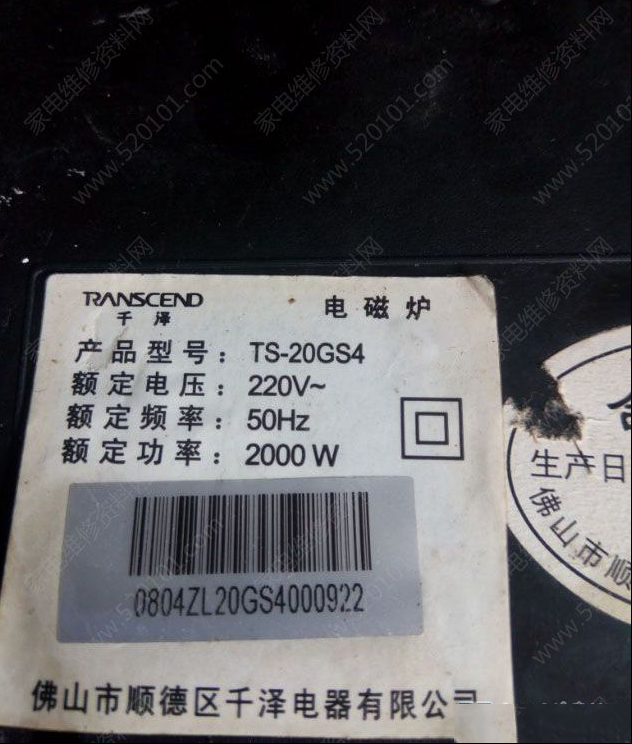 家电维修资料网
www.520101.com
TRANSCEND
千泽
电磁炉
产品型号：TS-20GS4
额定电压：220V~
额定频率：50Hz
额定功率：2000 W
0804ZL20GS4000922
佛山市顺德区千泽电器有限公司
生产日
佛山市顺